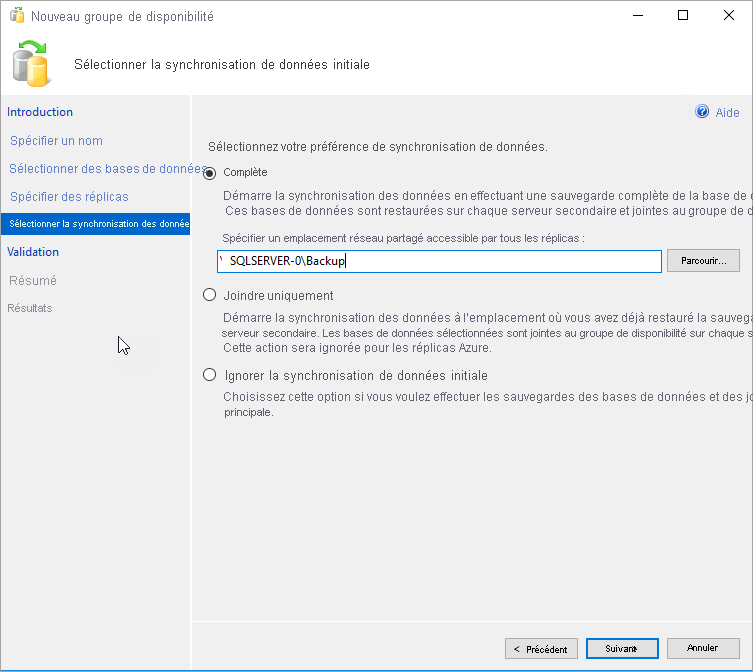 Nouveau groupe de disponibilité
Sélectionner la synchronisation de données initiale
Introduction
Spécifier un nom
Sélectionner des bases de données
Spécifier des réplicas
Sélectionner la synchronisation des donnée
Validation
Résumé
Résultats
Aide
Sélectionnez votre préférence de synchronisation de données.
Complète
Démarre la synchronisation des données en effectuant une sauvegarde complète de la base de
Ces bases de données sont restaurées sur chaque serveur secondaire et jointes au groupe de
Spécifier un emplacement réseau partagé accessible par tous les réplicas :
SQLSERVER-0\Backup
Parcourir...
Joindre uniquement
Démarre la synchronisation des données à l'emplacement où vous avez déjà restauré la sauvega
serveur secondaire. Les bases de données sélectionnées sont jointes au groupe de disponibilité sur chaque s
Cette action sera ignorée pour les réplicas Azure.
Ignorer la synchronisation de données initiale
Choisissez cette option si vous voulez effectuer les sauvegardes des bases de données et des jo
principale.
< Précédent
Suivant
Annuler